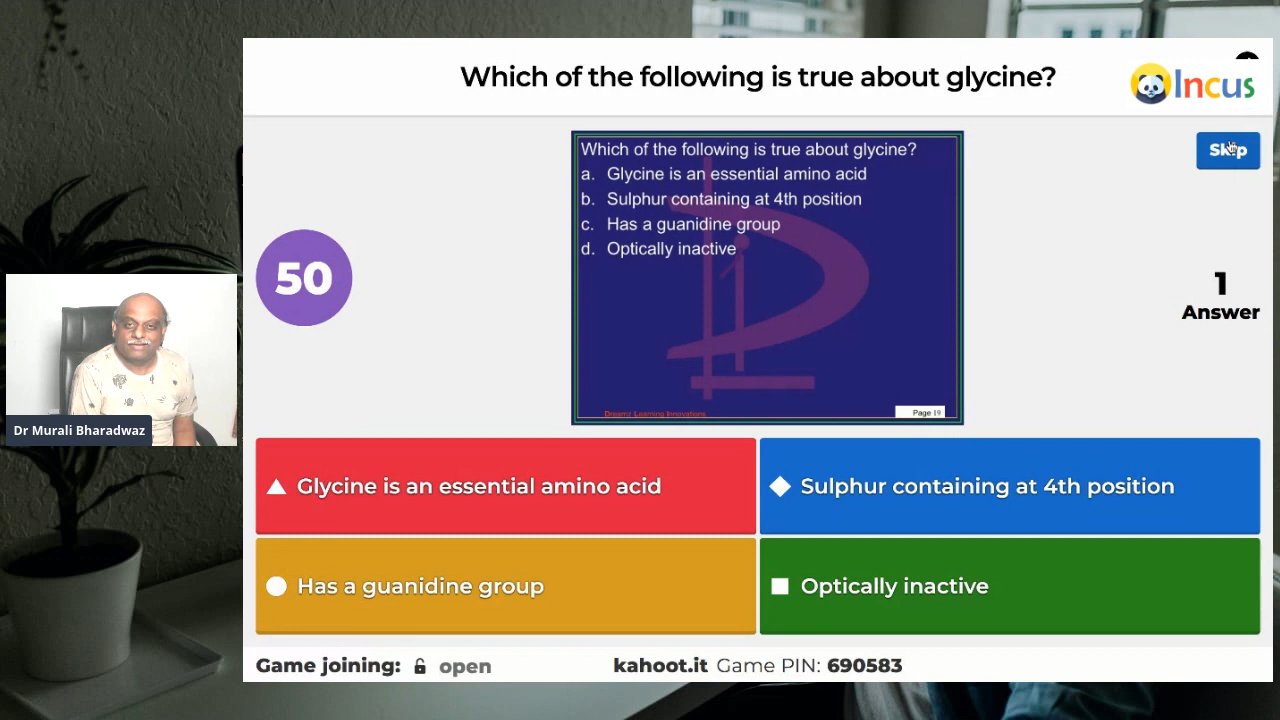 Which of the following is true about glycine?
Incus
Skip
Which of the following is true about glycine?
a. Glycine is an essential amino acid
b. Sulphur containing at 4th position
c. Has a guanidine group
d. Optically inactive
50
1
Answer
Dreamz Learning Innovations
Page 19
Dr Murali Bharadwaz
Glycine is an essential amino acid
Sulphur containing at 4th position
Has a guanidine group
Optically inactive
Game joining: open
kahoot.it Game PIN: 690583